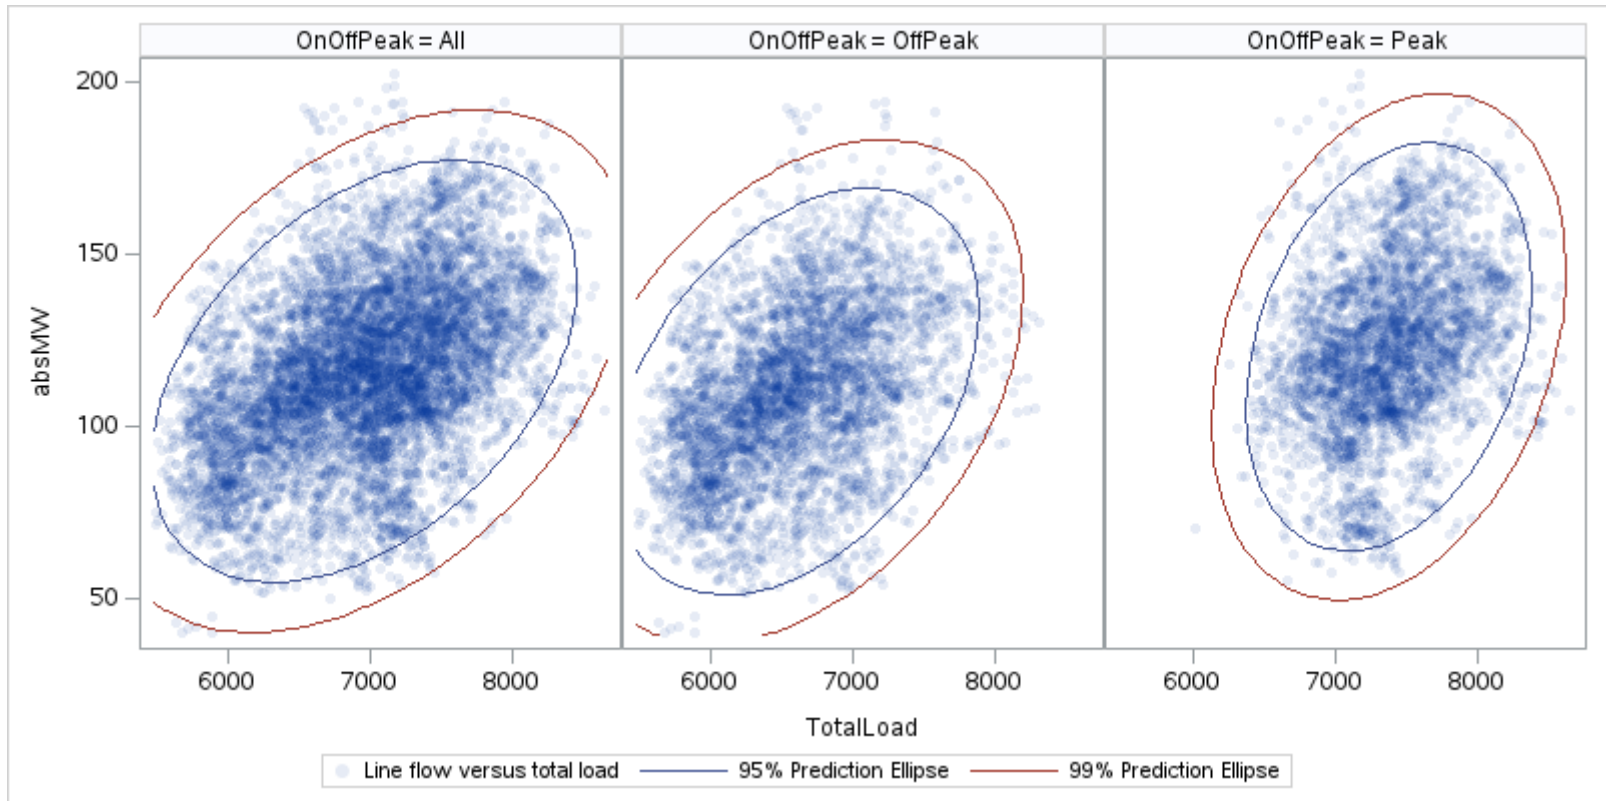 OnOffPeak = All
OnOffPeak = OffPeak
OnOffPeak = Peak
200
150
100
50
absMW
6000 7000 8000
6000 7000 8000
6000 7000 8000
TotalLoad
Line flow versus total load 95% Prediction Ellipse 99% Prediction Ellipse